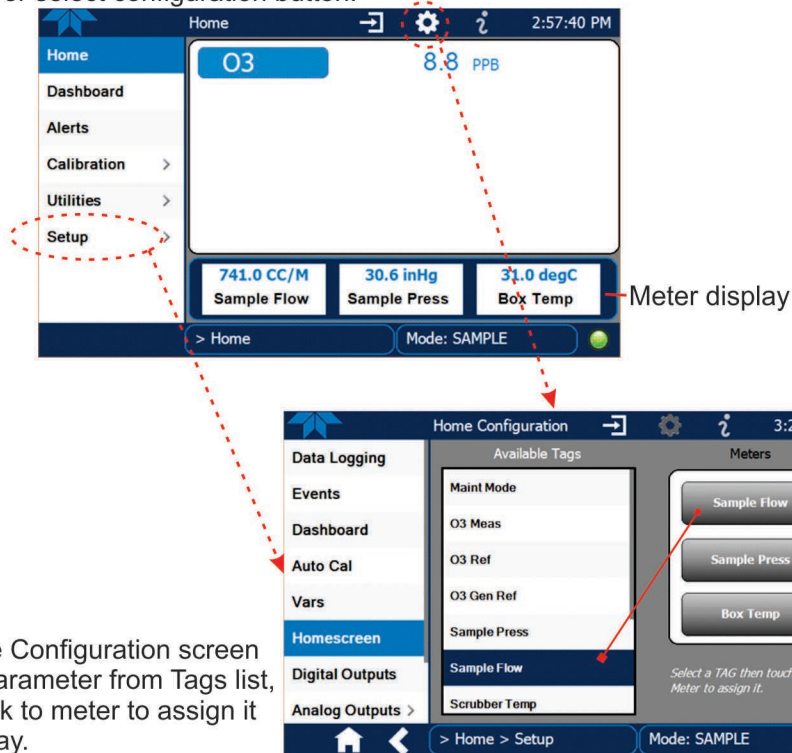 Home
2:57:40 PM
Home
Dashboard
Alerts
Calibration >
Utilities >
Setup >
O3 8.8 PPB
741.0 CC/M
Sample Flow
30.6 inHg
Sample Press
31.0 degC
Box Temp
Meter display
> Home
Mode: SAMPLE
Home Configuration
Data Logging
Events
Dashboard
Auto Cal
Vars
Homescreen
Digital Outputs
Analog Outputs >
Available Tags
Maint Mode
O3 Meas
O3 Ref
O3 Gen Ref
Sample Press
Sample Flow
Scrubber Temp
Meters
Sample Flow
Sample Press
Box Temp
Select a TAG then touch
Meter to assign it.
> Home > Setup
Mode: SAMPLE
Configuration screen
from Tags list,
to meter to assign it